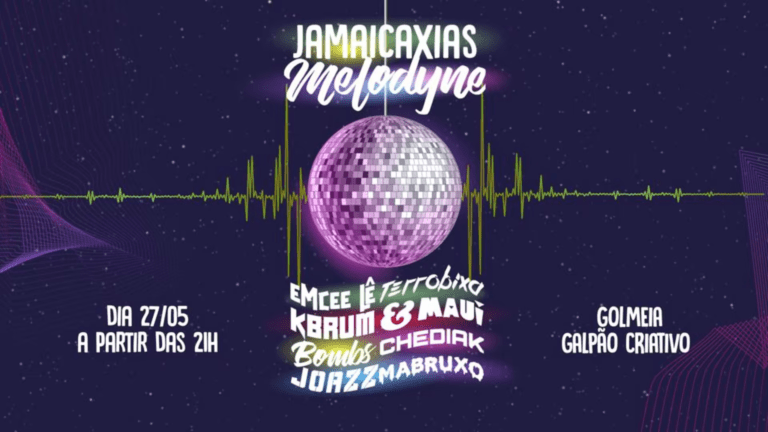 JAMAICAXIAS
Melodyne
EMCEE LÊ TERROBIXA
KBRUM & MAUÍ
Bombs CHEDIAK
JOAZZ MABRUXO
DIA 27/05
A PARTIR DAS 21H
GOLMEIA
GALPÃO CRIATIVO